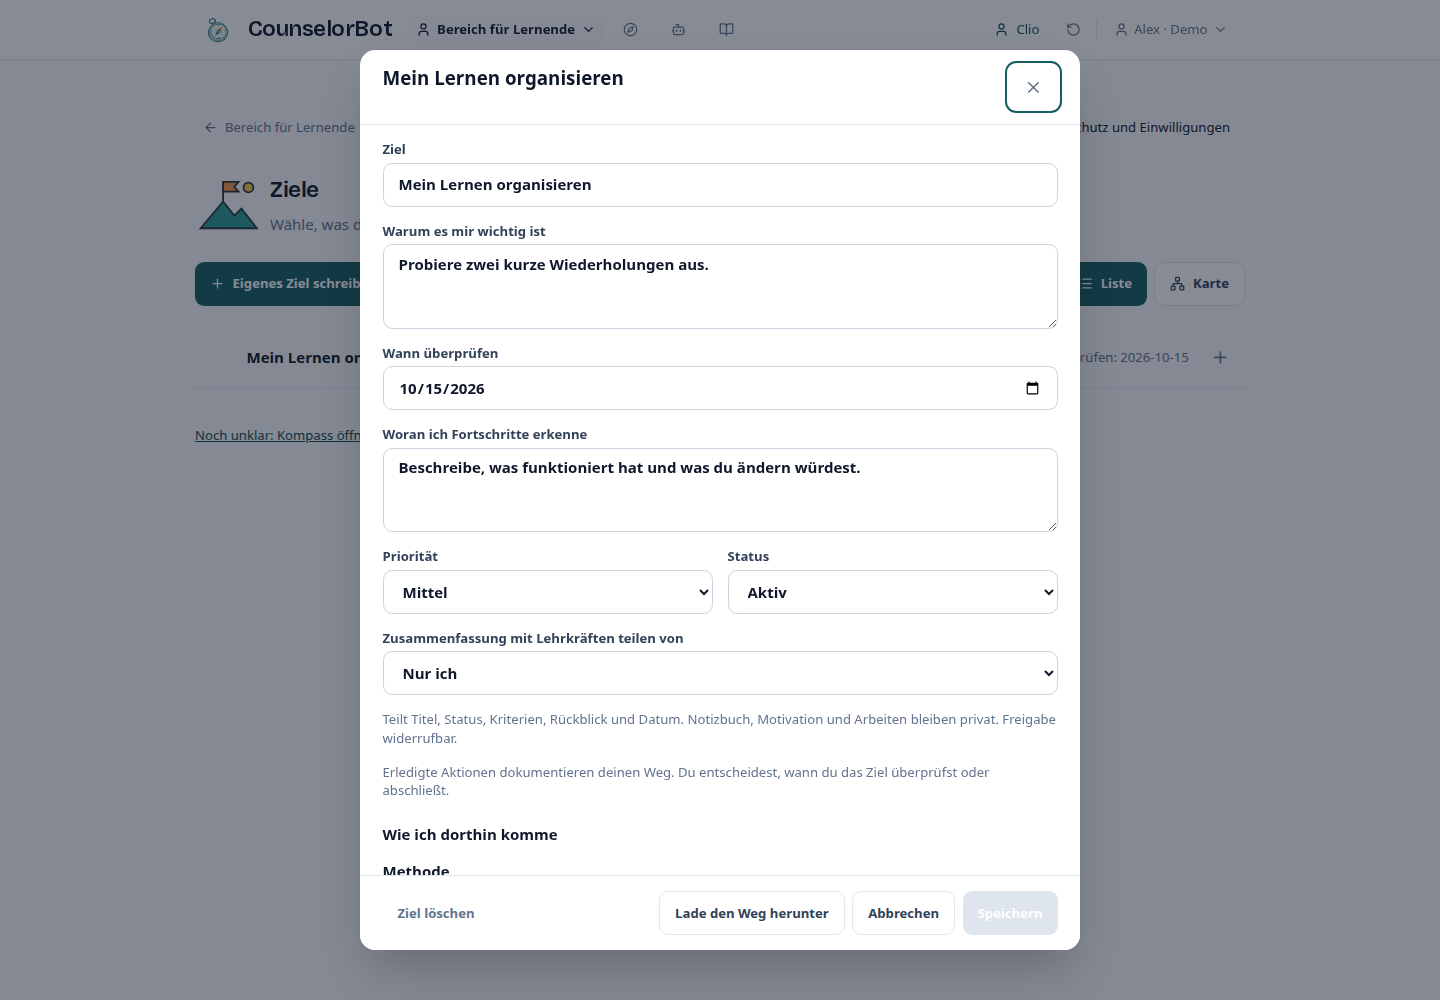 CounselorBot
Bereich für Lernende
Clio
Alex · Demo
Mein Lernen organisieren
Bereich für Lernende
chutz und Einwilligungen
Ziele
Wähle, was d
Eigenes Ziel schreib
Liste
Karte
Mein Lernen or
rüfen: 2026-10-15
Noch unklar: Kompass öffn
Ziel
Mein Lernen organisieren
Warum es mir wichtig ist
Probiere zwei kurze Wiederholungen aus.
Wann überprüfen
10/15/2026
Woran ich Fortschritte erkenne
Beschreibe, was funktioniert hat und was du ändern würdest.
Priorität
Status
Mittel
Aktiv
Zusammenfassung mit Lehrkräften teilen von
Nur ich
Teilt Titel, Status, Kriterien, Rückblick und Datum. Notizbuch, Motivation und Arbeiten bleiben privat. Freigabe
widerrufbar.
Erledigte Aktionen dokumentieren deinen Weg. Du entscheidest, wann du das Ziel überprüfst oder
abschließt.
Wie ich dorthin komme
Methode
Ziel löschen
Lade den Weg herunter
Abbrechen
Speichern